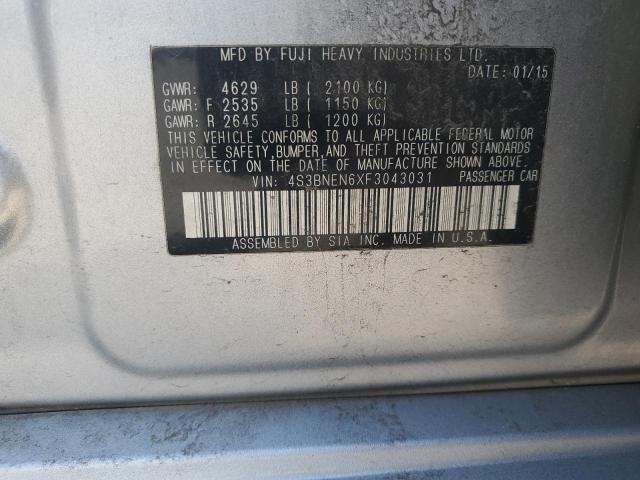 MFD BY FUJI HEAVY INDUSTRIES LTD.
DATE: 01/15
GVWR: 4629 LB ( 2100 KG)
GAWR: F 2535 LB ( 1150 KG)
GAWR: R 2645 LB ( 1200 KG)
THIS VEHICLE CONFORMS TO ALL APPLICABLE FEDERAL MOTOR
VEHICLE SAFETY, BUMPER, AND THEFT PREVENTION STANDARDS
IN EFFECT ON THE DATE OF MANUFACTURE SHOWN ABOVE.
VIN: 4S3BNEN6XF3043031 PASSENGER CAR
ASSEMBLED BY SIA INC. MADE IN U.S.A.